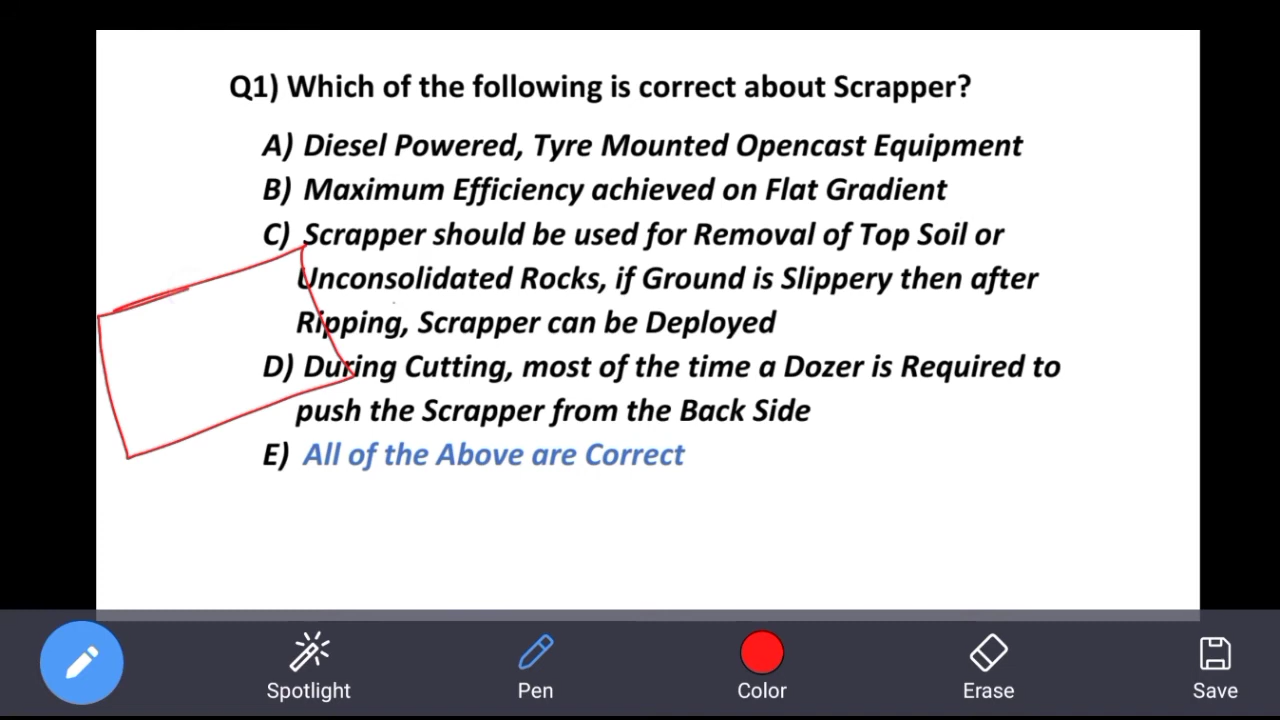 Q1) Which of the following is correct about Scrapper?
A) Diesel Powered, Tyre Mounted Opencast Equipment
B) Maximum Efficiency achieved on Flat Gradient
C) Scrapper should be used for Removal of Top Soil or
Unconsolidated Rocks, if Ground is Slippery then after
Ripping, Scrapper can be Deployed
D) During Cutting, most of the time a Dozer is Required to
push the Scrapper from the Back Side
E) All of the Above are Correct
Spotlight Pen Color Erase Save